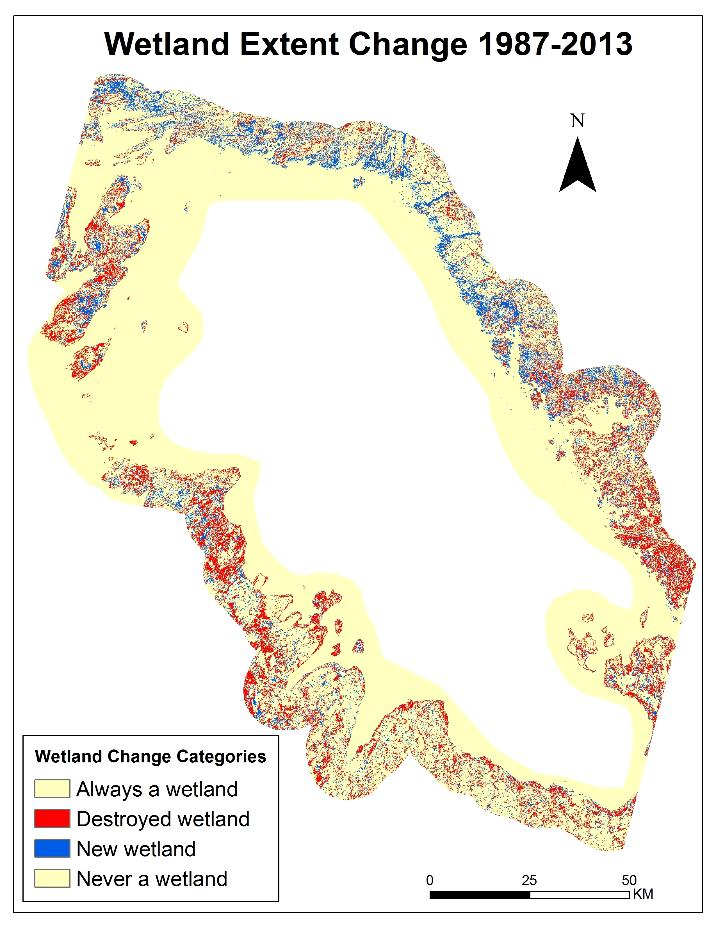 Wetland Extent Change 1987-2013
N
Wetland Change Categories
Always a wetland
Destroyed wetland
New wetland
Never a wetland
0 25 50
KM